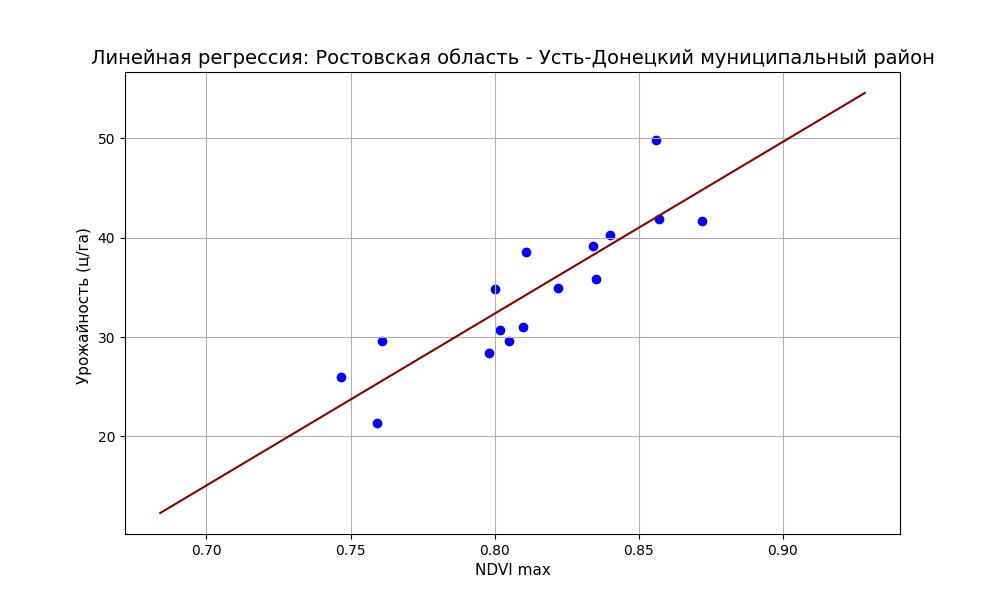 Линейная регрессия: Ростовская область - Усть-Донецкий муниципальный район
Урожайность (ц/га)
50
40
30
20
0.70 0.75 0.80 0.85 0.90
NDVI max